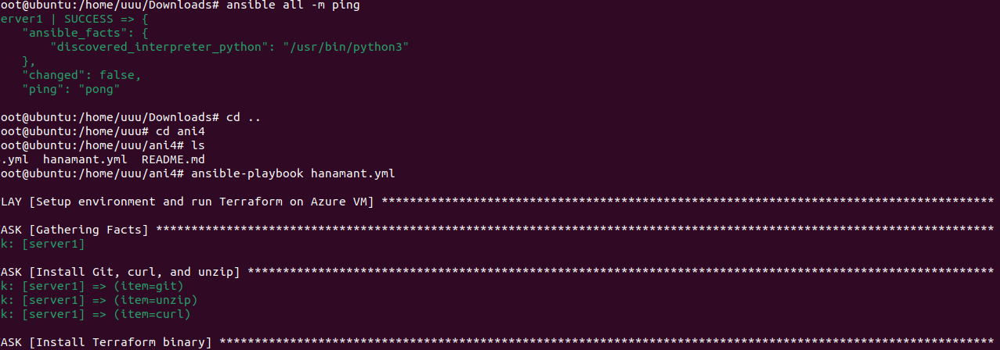 oot@ubuntu:/home/uuu/Downloads# ansible all -m ping
erver1 | SUCCESS => {
    "ansible_facts": {
        "discovered_interpreter_python": "/usr/bin/python3"
    },
    "changed": false,
    "ping": "pong"
oot@ubuntu:/home/uuu/Downloads# cd ..
oot@ubuntu:/home/uuu# cd ani4
oot@ubuntu:/home/uuu/ani4# ls
.yml  hanamant.yml  README.md
oot@ubuntu:/home/uuu/ani4# ansible-playbook hanamant.yml
LAY [Setup environment and run Terraform on Azure VM] ***************************************************************************************
ASK [Gathering Facts] ***********************************************************************************************************************
k: [server1]
ASK [Install Git, curl, and unzip] **********************************************************************************************************
k: [server1] => (item=git)
k: [server1] => (item=unzip)
k: [server1] => (item=curl)
ASK [Install Terraform binary] **************************************************************************************************************